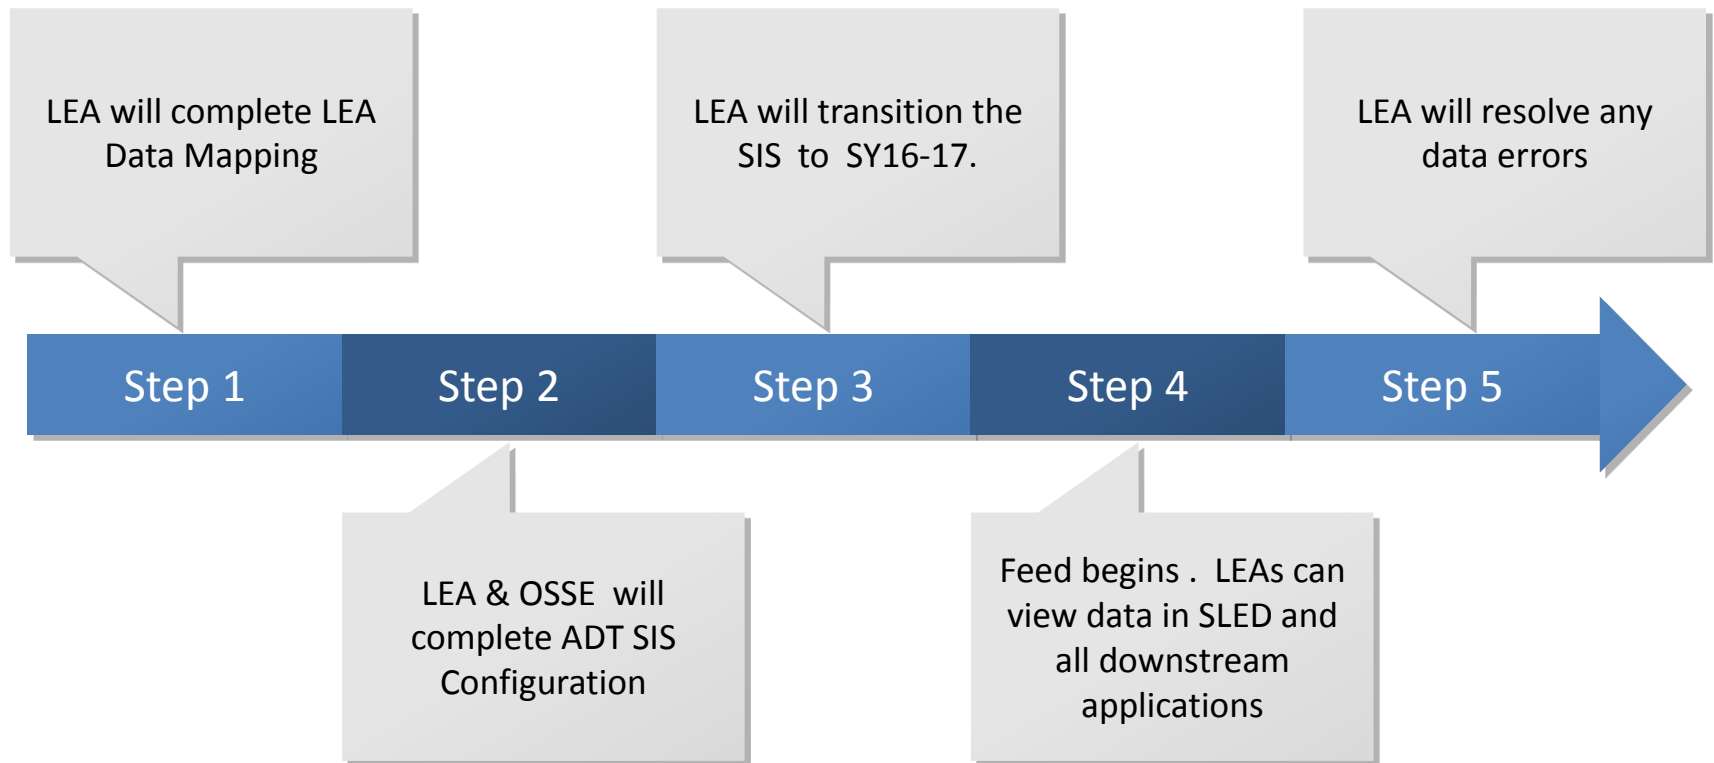 LEA will complete LEA
Data Mapping
LEA will transition the
SIS to SY16-17.
LEA will resolve any
data errors
Step 1
Step 2
Step 3
Step 4
Step 5
LEA & OSSE will
complete ADT SIS
Configuration
Feed begins . LEAs can
view data in SLED and
all downstream
applications